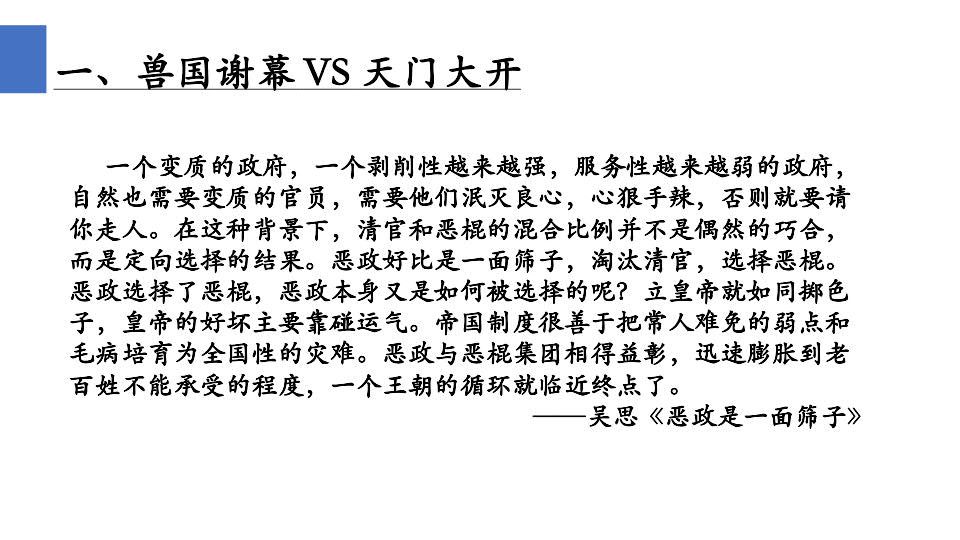 一、兽国谢幕 VS 天门大开
一个变质的政府，一个剥削性越来越强，服务性越来越弱的政府，
自然也需要变质的官员，需要他们泯灭良心，心狠手辣，否则就要请
你走人。在这种背景下，清官和恶棍的混合比例并不是偶然的巧合，
而是定向选择的结果。恶政好比是一面筛子，淘汰清官，选择恶棍。
恶政选择了恶棍，恶政本身又是如何被选择的呢？立皇帝就如同掷色
子，皇帝的好坏主要靠碰运气。帝国制度很善于把常人难免的弱点和
毛病培育为全国性的灾难。恶政与恶棍集团相得益彰，迅速膨胀到老
百姓不能承受的程度，一个王朝的循环就临近终点了。
——吴思《恶政是一面筛子》